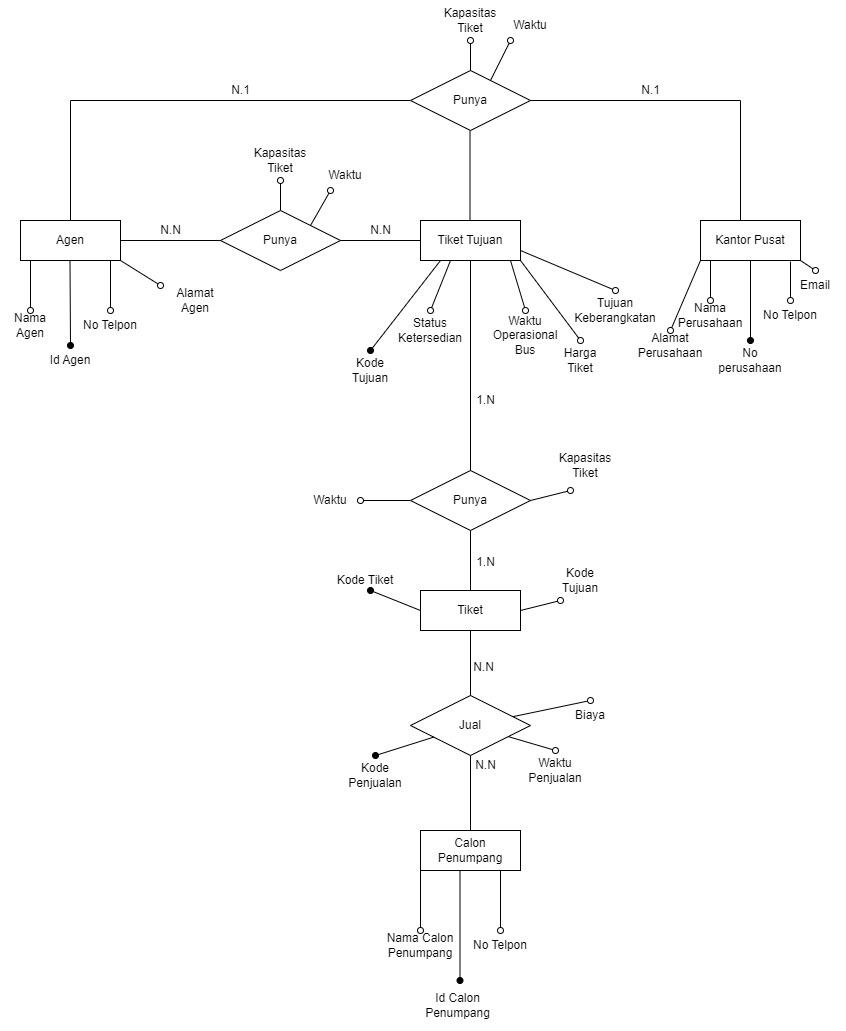 Kapasitas
Tiket
Waktu
N.1
Punya
N.1
Kapasitas
Tiket
Waktu
Agen
N.N
Punya
N.N
Tiket Tujuan
Kantor Pusat
Nama
Agen
Id Agen
No Telpon
Alamat
Agen
Kode
Tujuan
Status
Ketersedian
Waktu
Operasional
Bus
Harga
Tiket
Tujuan
Keberangkatan
Alamat
Perusahaan
Nama
Perusahaan
No
perusahaan
No Telpon
Email
1.N
Waktu
Punya
Kapasitas
Tiket
1.N
Kode Tiket
Tiket
Kode
Tujuan
N.N
Jual
Biaya
Kode
Penjualan
N.N
Waktu
Penjualan
Calon
Penumpang
Nama Calon
Penumpang
No Telpon
Id Calon
Penumpang